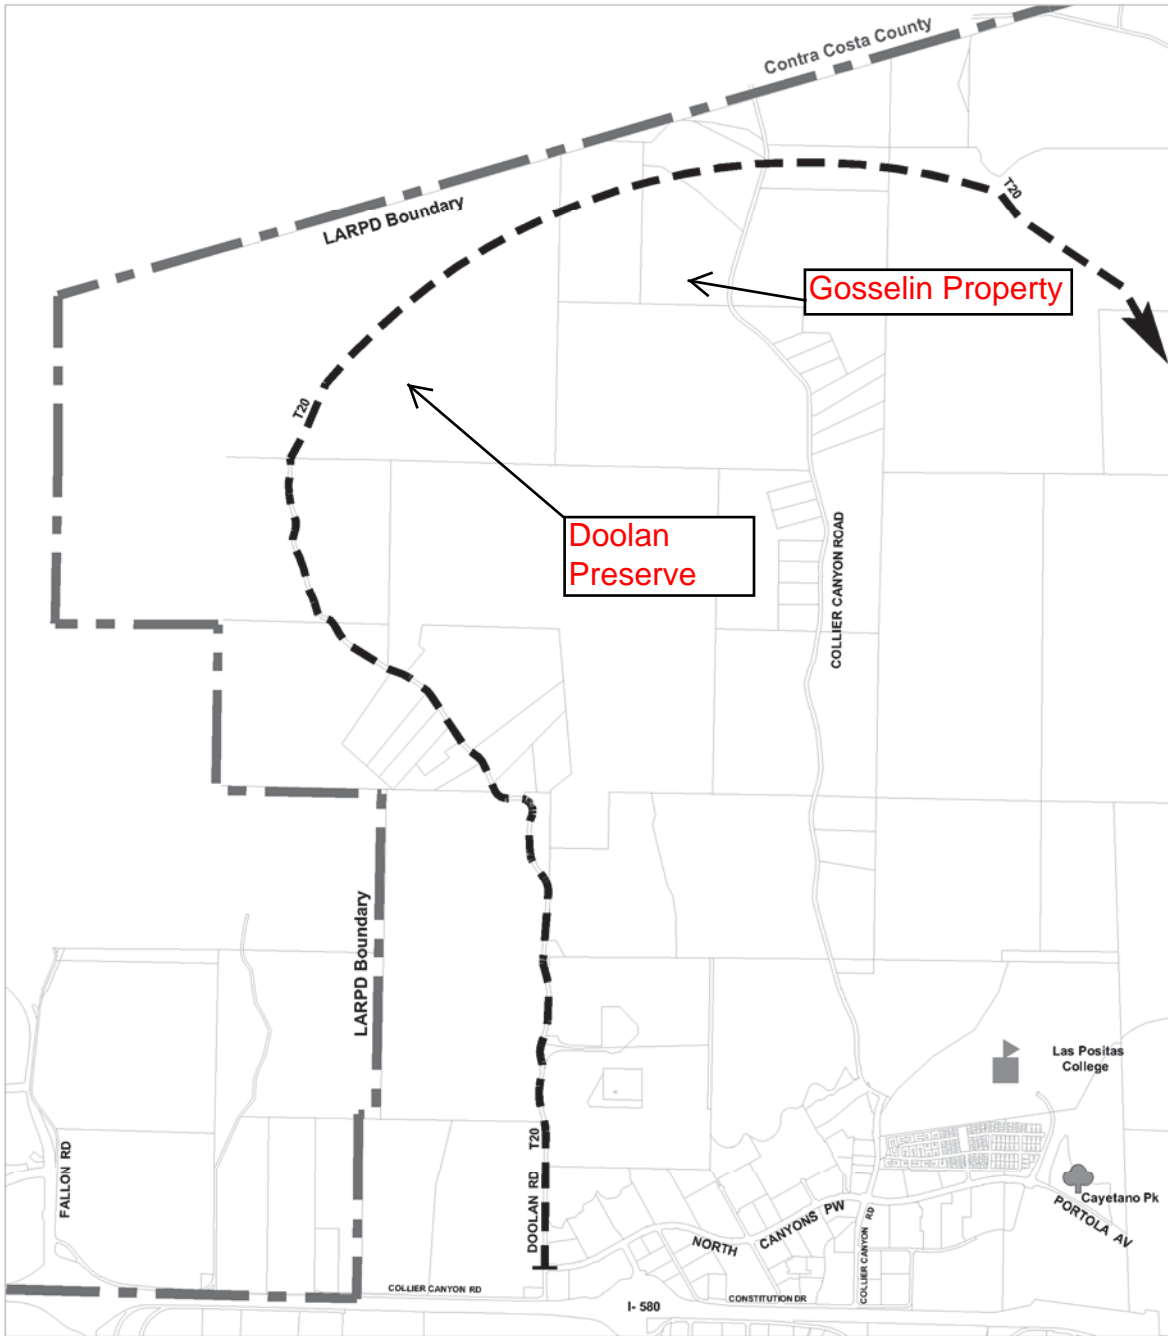 Contra Costa County
T20
LARPD Boundary
Gosselin Property
T20
Doolan
Preserve
COLLIER CANYON ROAD
LARPD Boundary
Las Positas
College
T20
FALLON RD
DOOLAN RD
Cayetano Pk
PORTOLA AV
NORTH CANYONS PW
COLLIER CANYON RD
COLLIER CANYON RD
CONSTITUTION DR
I- 580